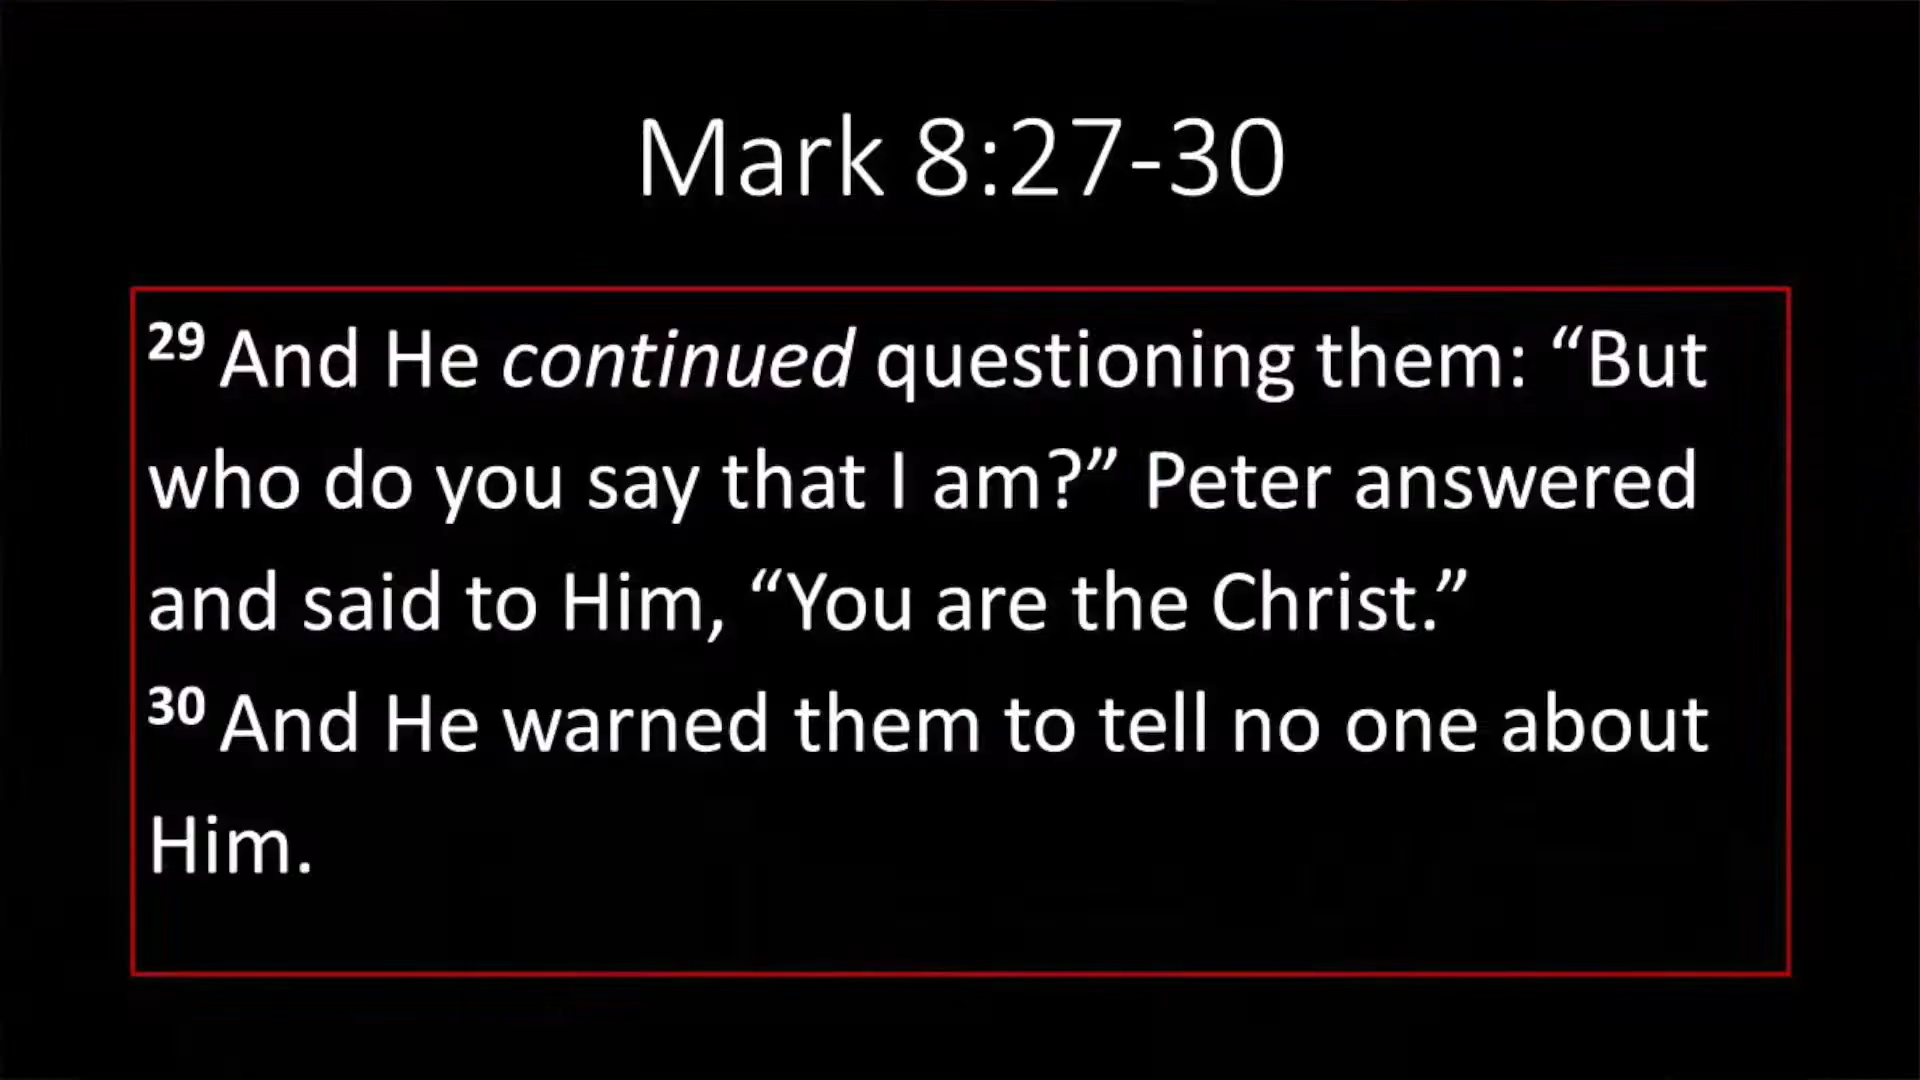 Mark 8:27-30
29 And He continued questioning them: “But
who do you say that I am?” Peter answered
and said to Him, “You are the Christ.”
30 And He warned them to tell no one about
Him.